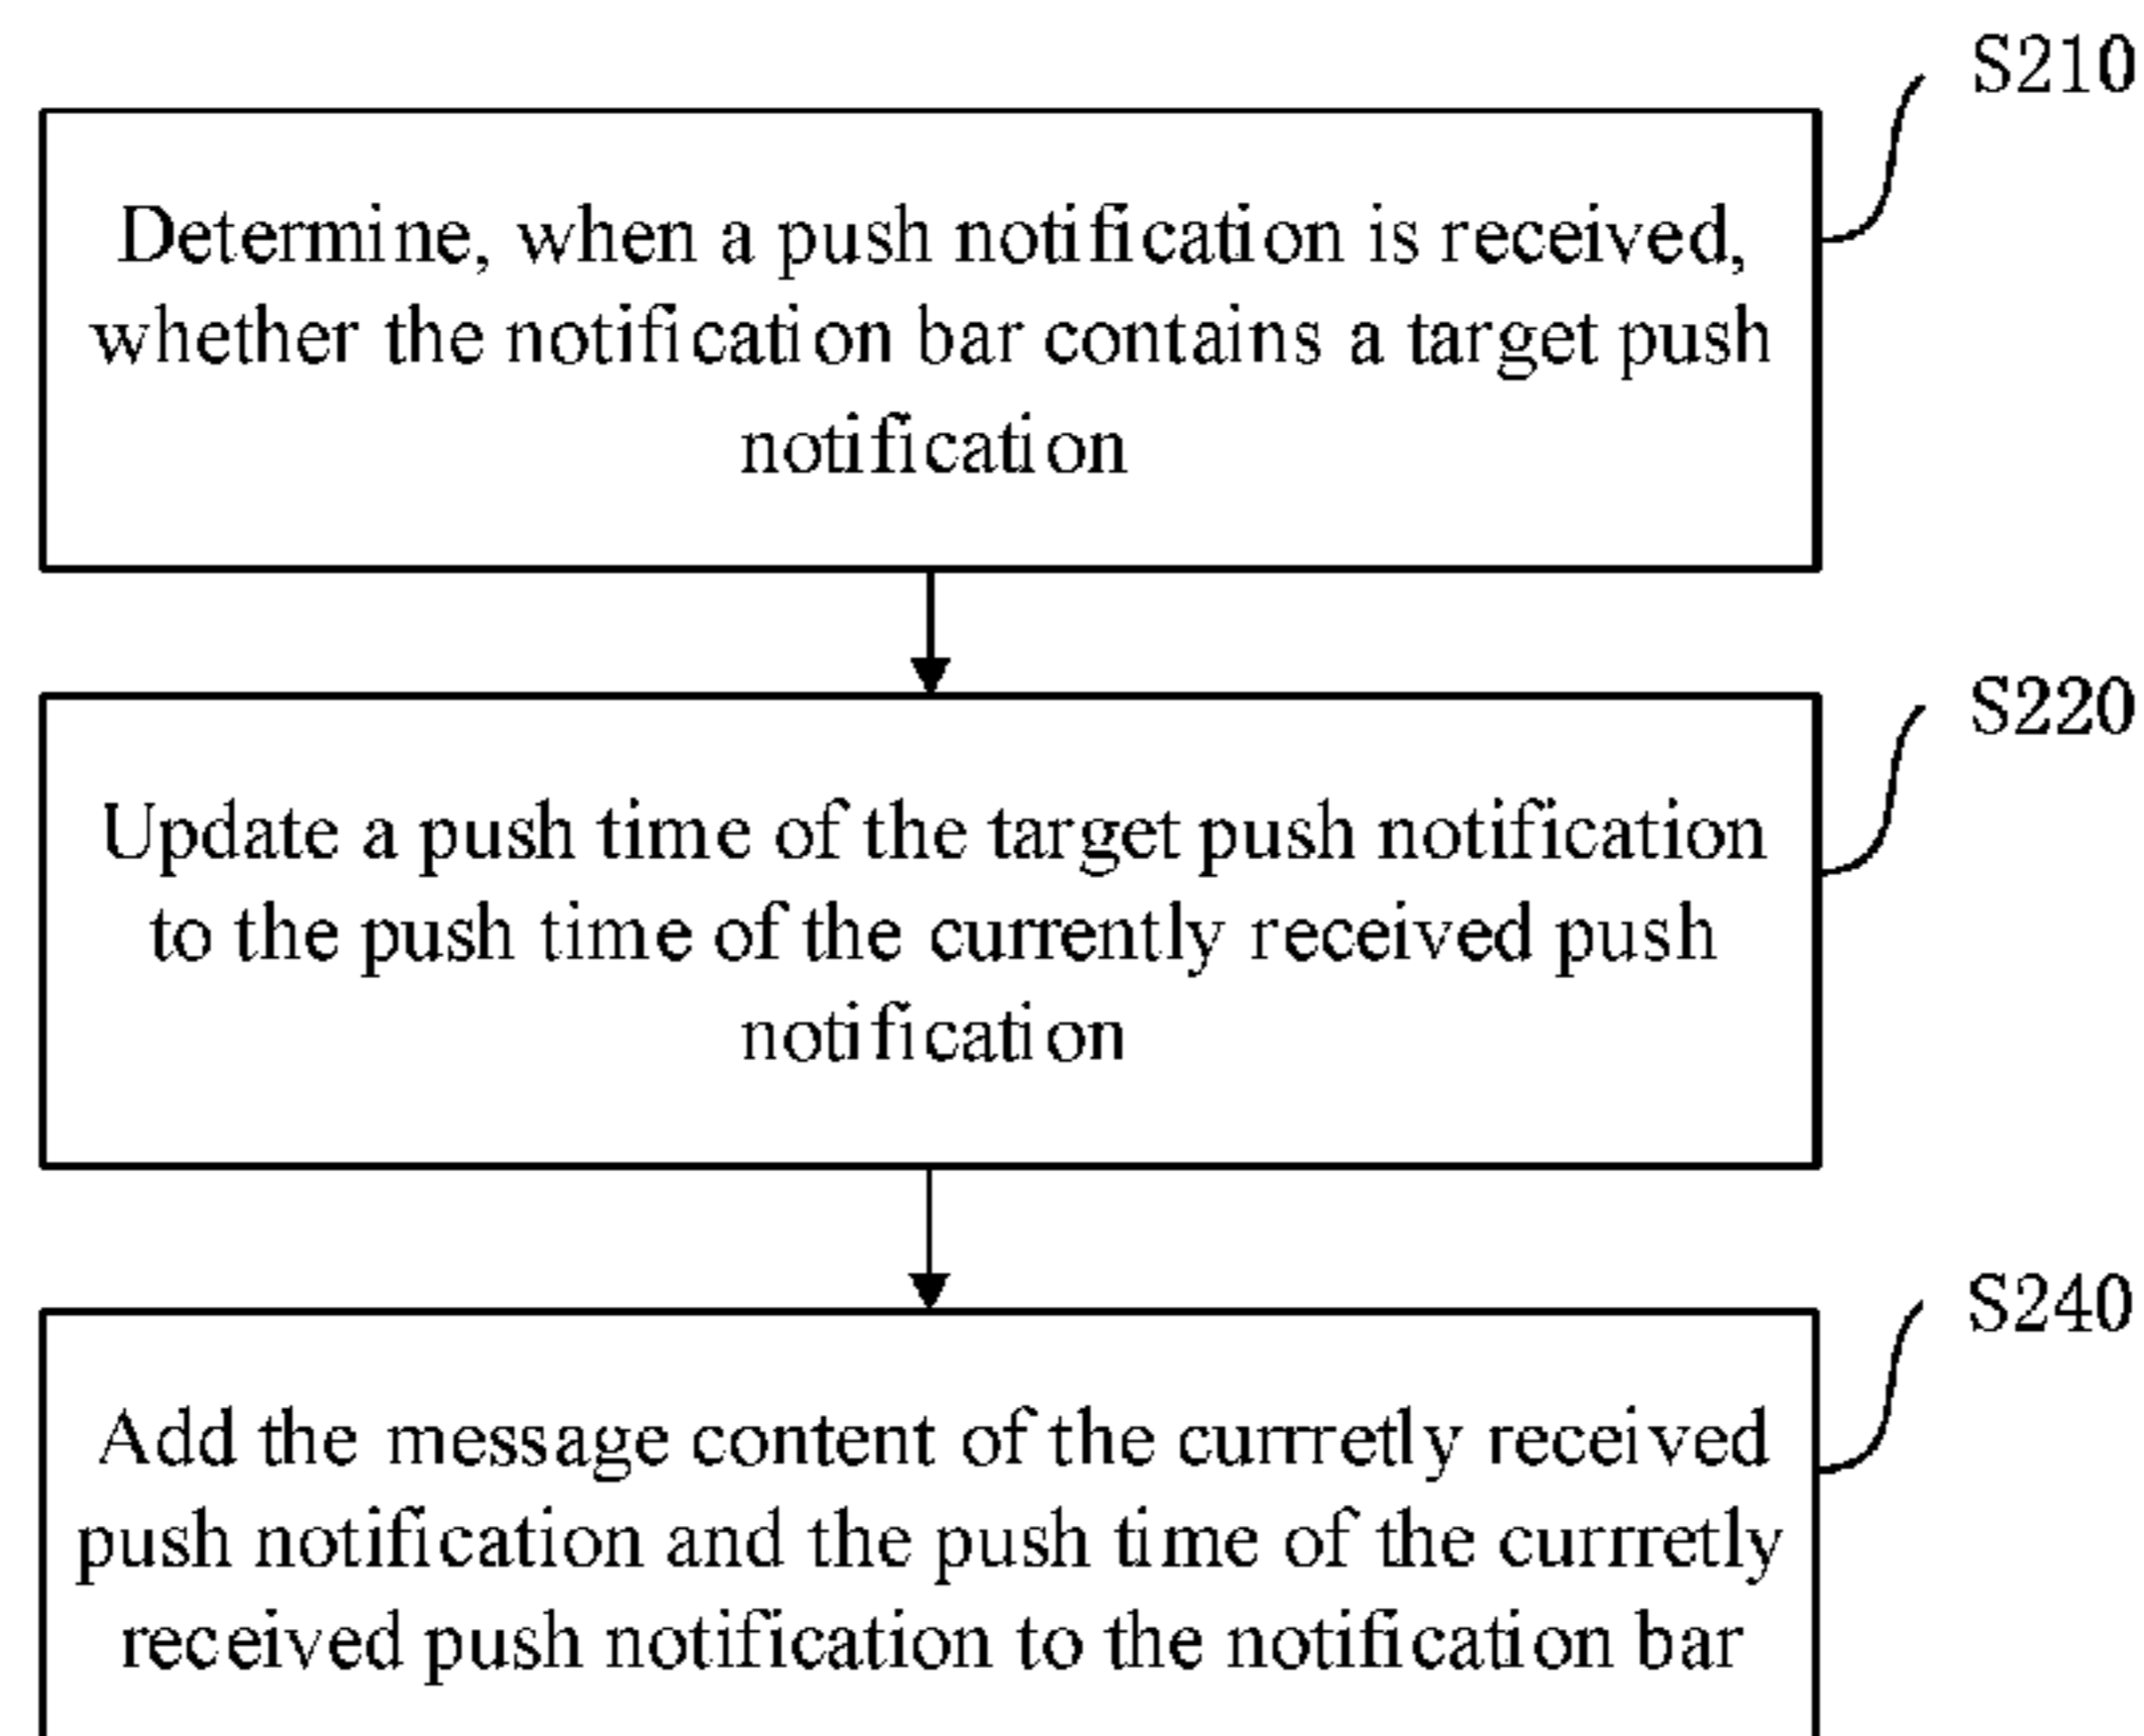 S210
Determine, when a push notification is received,
whether the notification bar contains a target push
notification
S220
Update a push time of the target push notification
to the push time of the currently received push
notification
S240
Add the message content of the currretly received
push notification and the push time of the currretly
received push notification to the notification bar